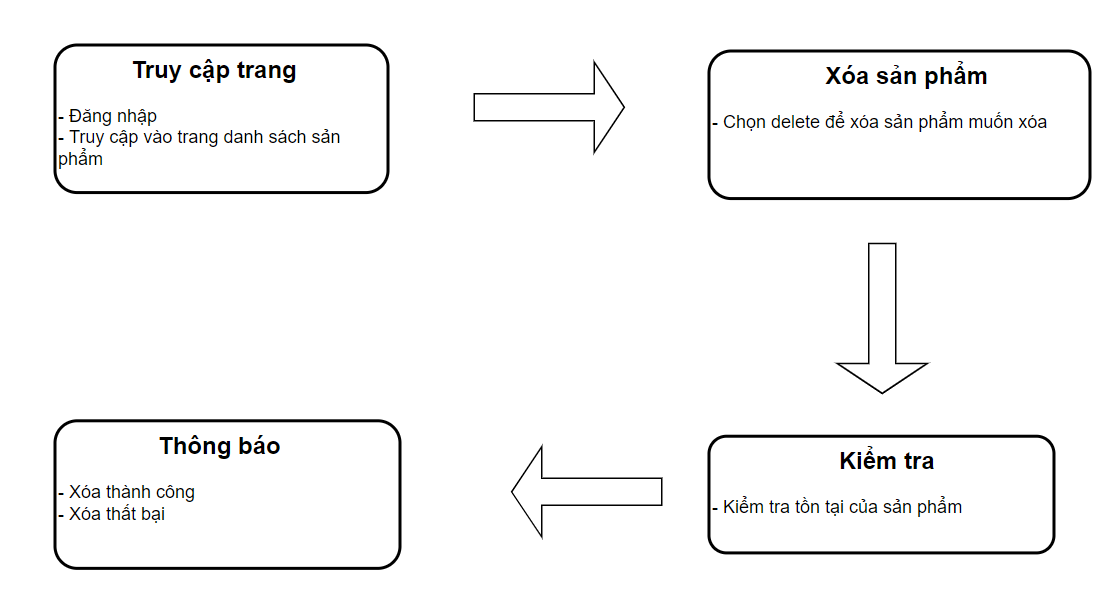 Truy cập trang
- Đăng nhập
- Truy cập vào trang danh sách sản
phẩm
Xóa sản phẩm
- Chọn delete để xóa sản phẩm muốn xóa
Kiểm tra
- Kiểm tra tồn tại của sản phẩm
Thông báo
- Xóa thành công
- Xóa thất bại